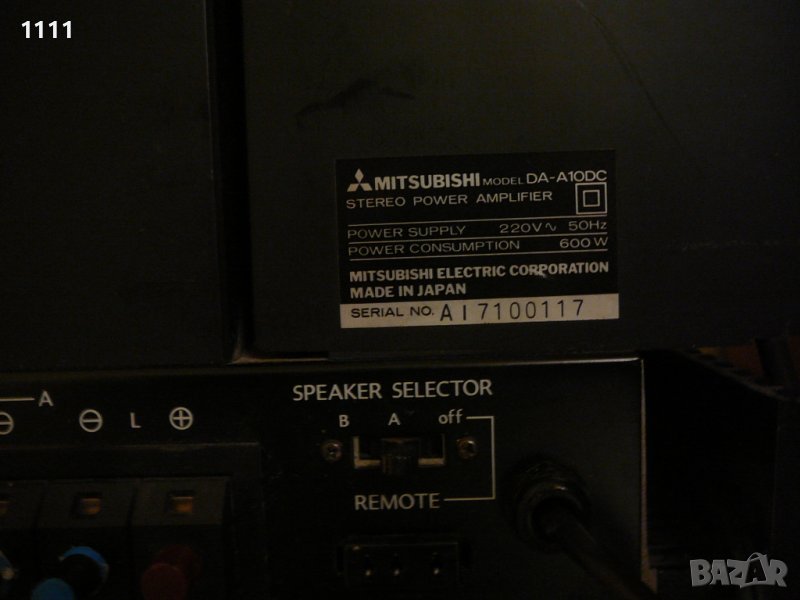 1111
MITSUBISHI MODEL DA-A10DC
STEREO POWER AMPLIFIER
POWER SUPPLY 220V∿ 50Hz
POWER CONSUMPTION 600W
MITSUBISHI ELECTRIC CORPORATION
MADE IN JAPAN
SERIAL NO. AI7100117
SPEAKER SELECTOR
A
B A off
⊖ ⊖ L ⊕
REMOTE
BAZAR